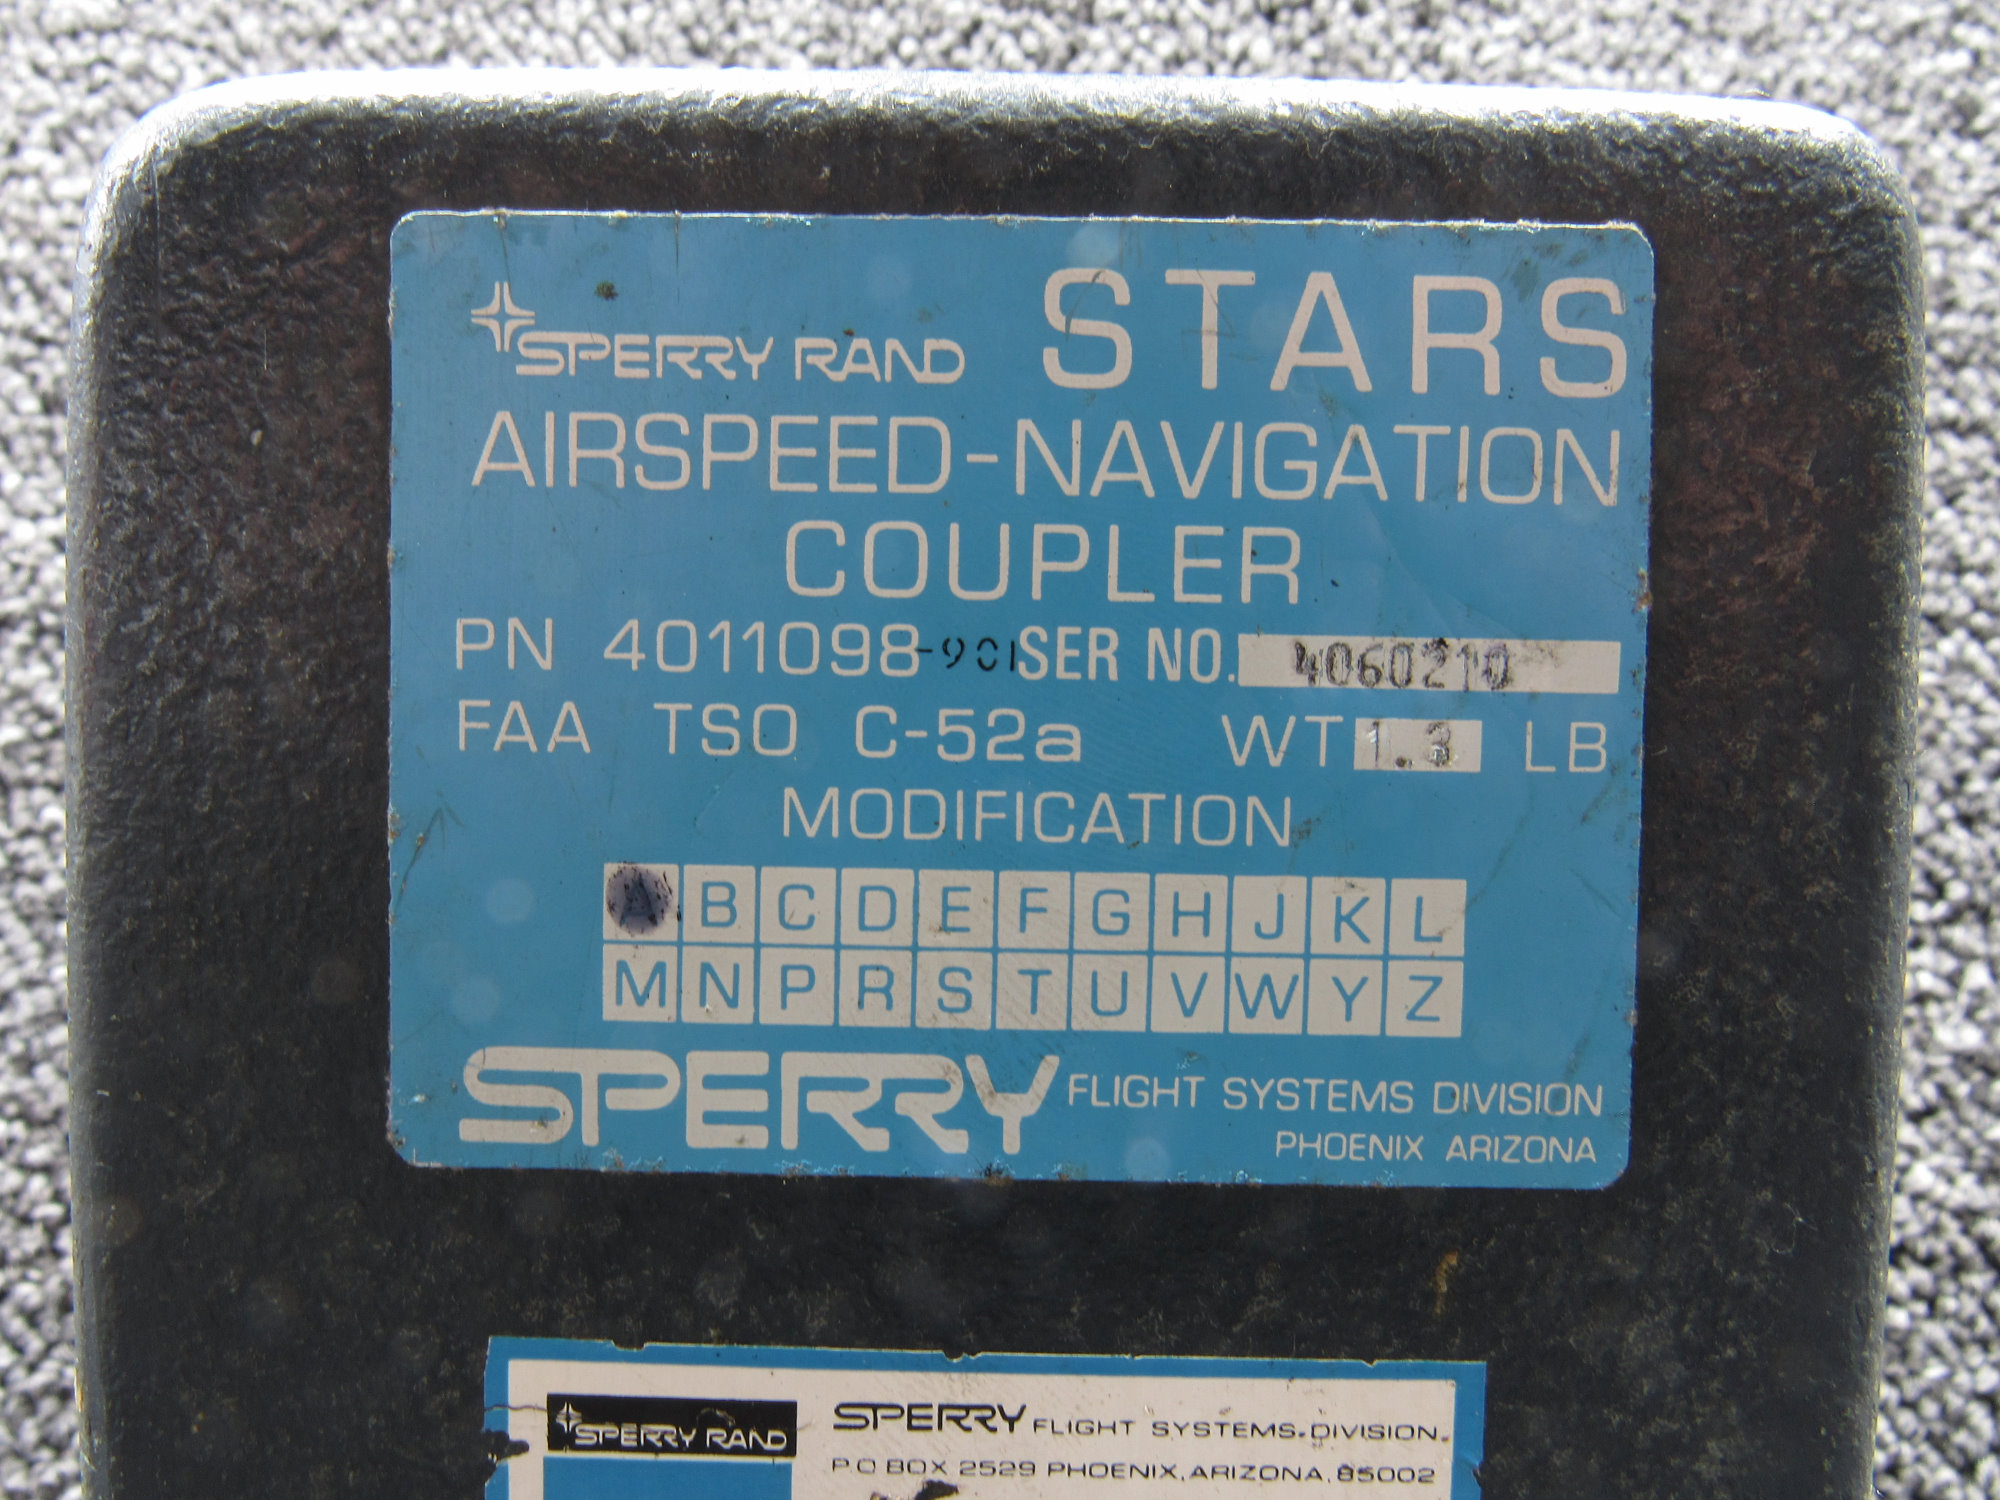 SPERRY RAND STARS
AIRSPEED-NAVIGATION
COUPLER
PN 4011098-901 SER NO. 4060210
FAA TSO C-52a WT 1.3 LB
MODIFICATION
A B C D E F G H J K L
M N P R S T U V W Y Z
SPERRY FLIGHT SYSTEMS DIVISION
PHOENIX ARIZONA
SPERRY RAND SPERRY FLIGHT SYSTEMS DIVISION.
P O BOX 2529 PHOENIX, ARIZONA, 85002